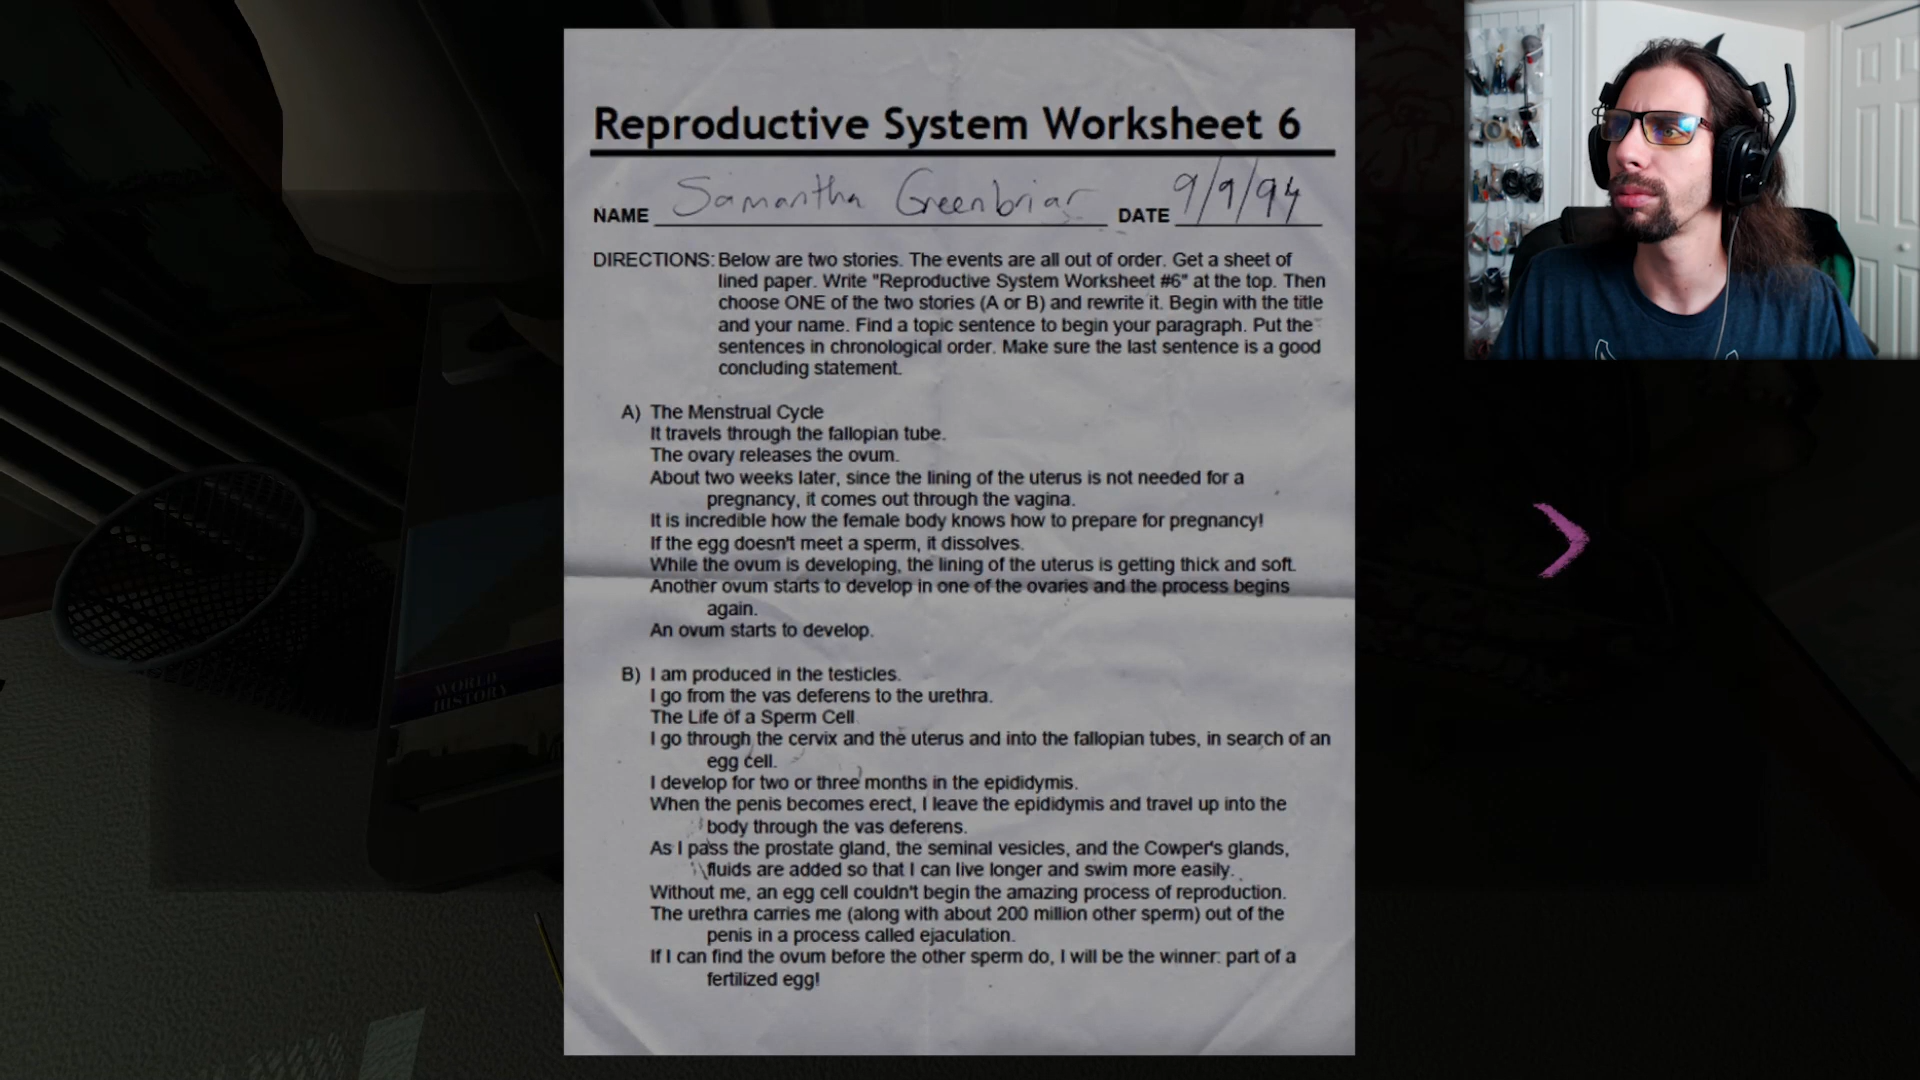 Reproductive System Worksheet 6
NAME Samantha Greenbriar DATE 9/9/94
DIRECTIONS: Below are two stories. The events are all out of order. Get a sheet of
lined paper. Write "Reproductive System Worksheet #6" at the top. Then
choose ONE of the two stories (A or B) and rewrite it. Begin with the title
and your name. Find a topic sentence to begin your paragraph. Put the
sentences in chronological order. Make sure the last sentence is a good
concluding statement.
A) The Menstrual Cycle
It travels through the fallopian tube.
The ovary releases the ovum.
About two weeks later, since the lining of the uterus is not needed for a
pregnancy, it comes out through the vagina.
It is incredible how the female body knows how to prepare for pregnancy!
If the egg doesn't meet a sperm, it dissolves.
While the ovum is developing, the lining of the uterus is getting thick and soft.
Another ovum starts to develop in one of the ovaries and the process begins
again.
An ovum starts to develop.
B) I am produced in the testicles.
I go from the vas deferens to the urethra.
The Life of a Sperm Cell
I go through the cervix and the uterus and into the fallopian tubes, in search of an
egg cell.
I develop for two or three months in the epididymis.
When the penis becomes erect, I leave the epididymis and travel up into the
body through the vas deferens.
As I pass the prostate gland, the seminal vesicles, and the Cowper's glands,
fluids are added so that I can live longer and swim more easily.
Without me, an egg cell couldn't begin the amazing process of reproduction.
The urethra carries me (along with about 200 million other sperm) out of the
penis in a process called ejaculation.
If I can find the ovum before the other sperm do, I will be the winner: part of a
fertilized egg!
WORLD
HISTORY